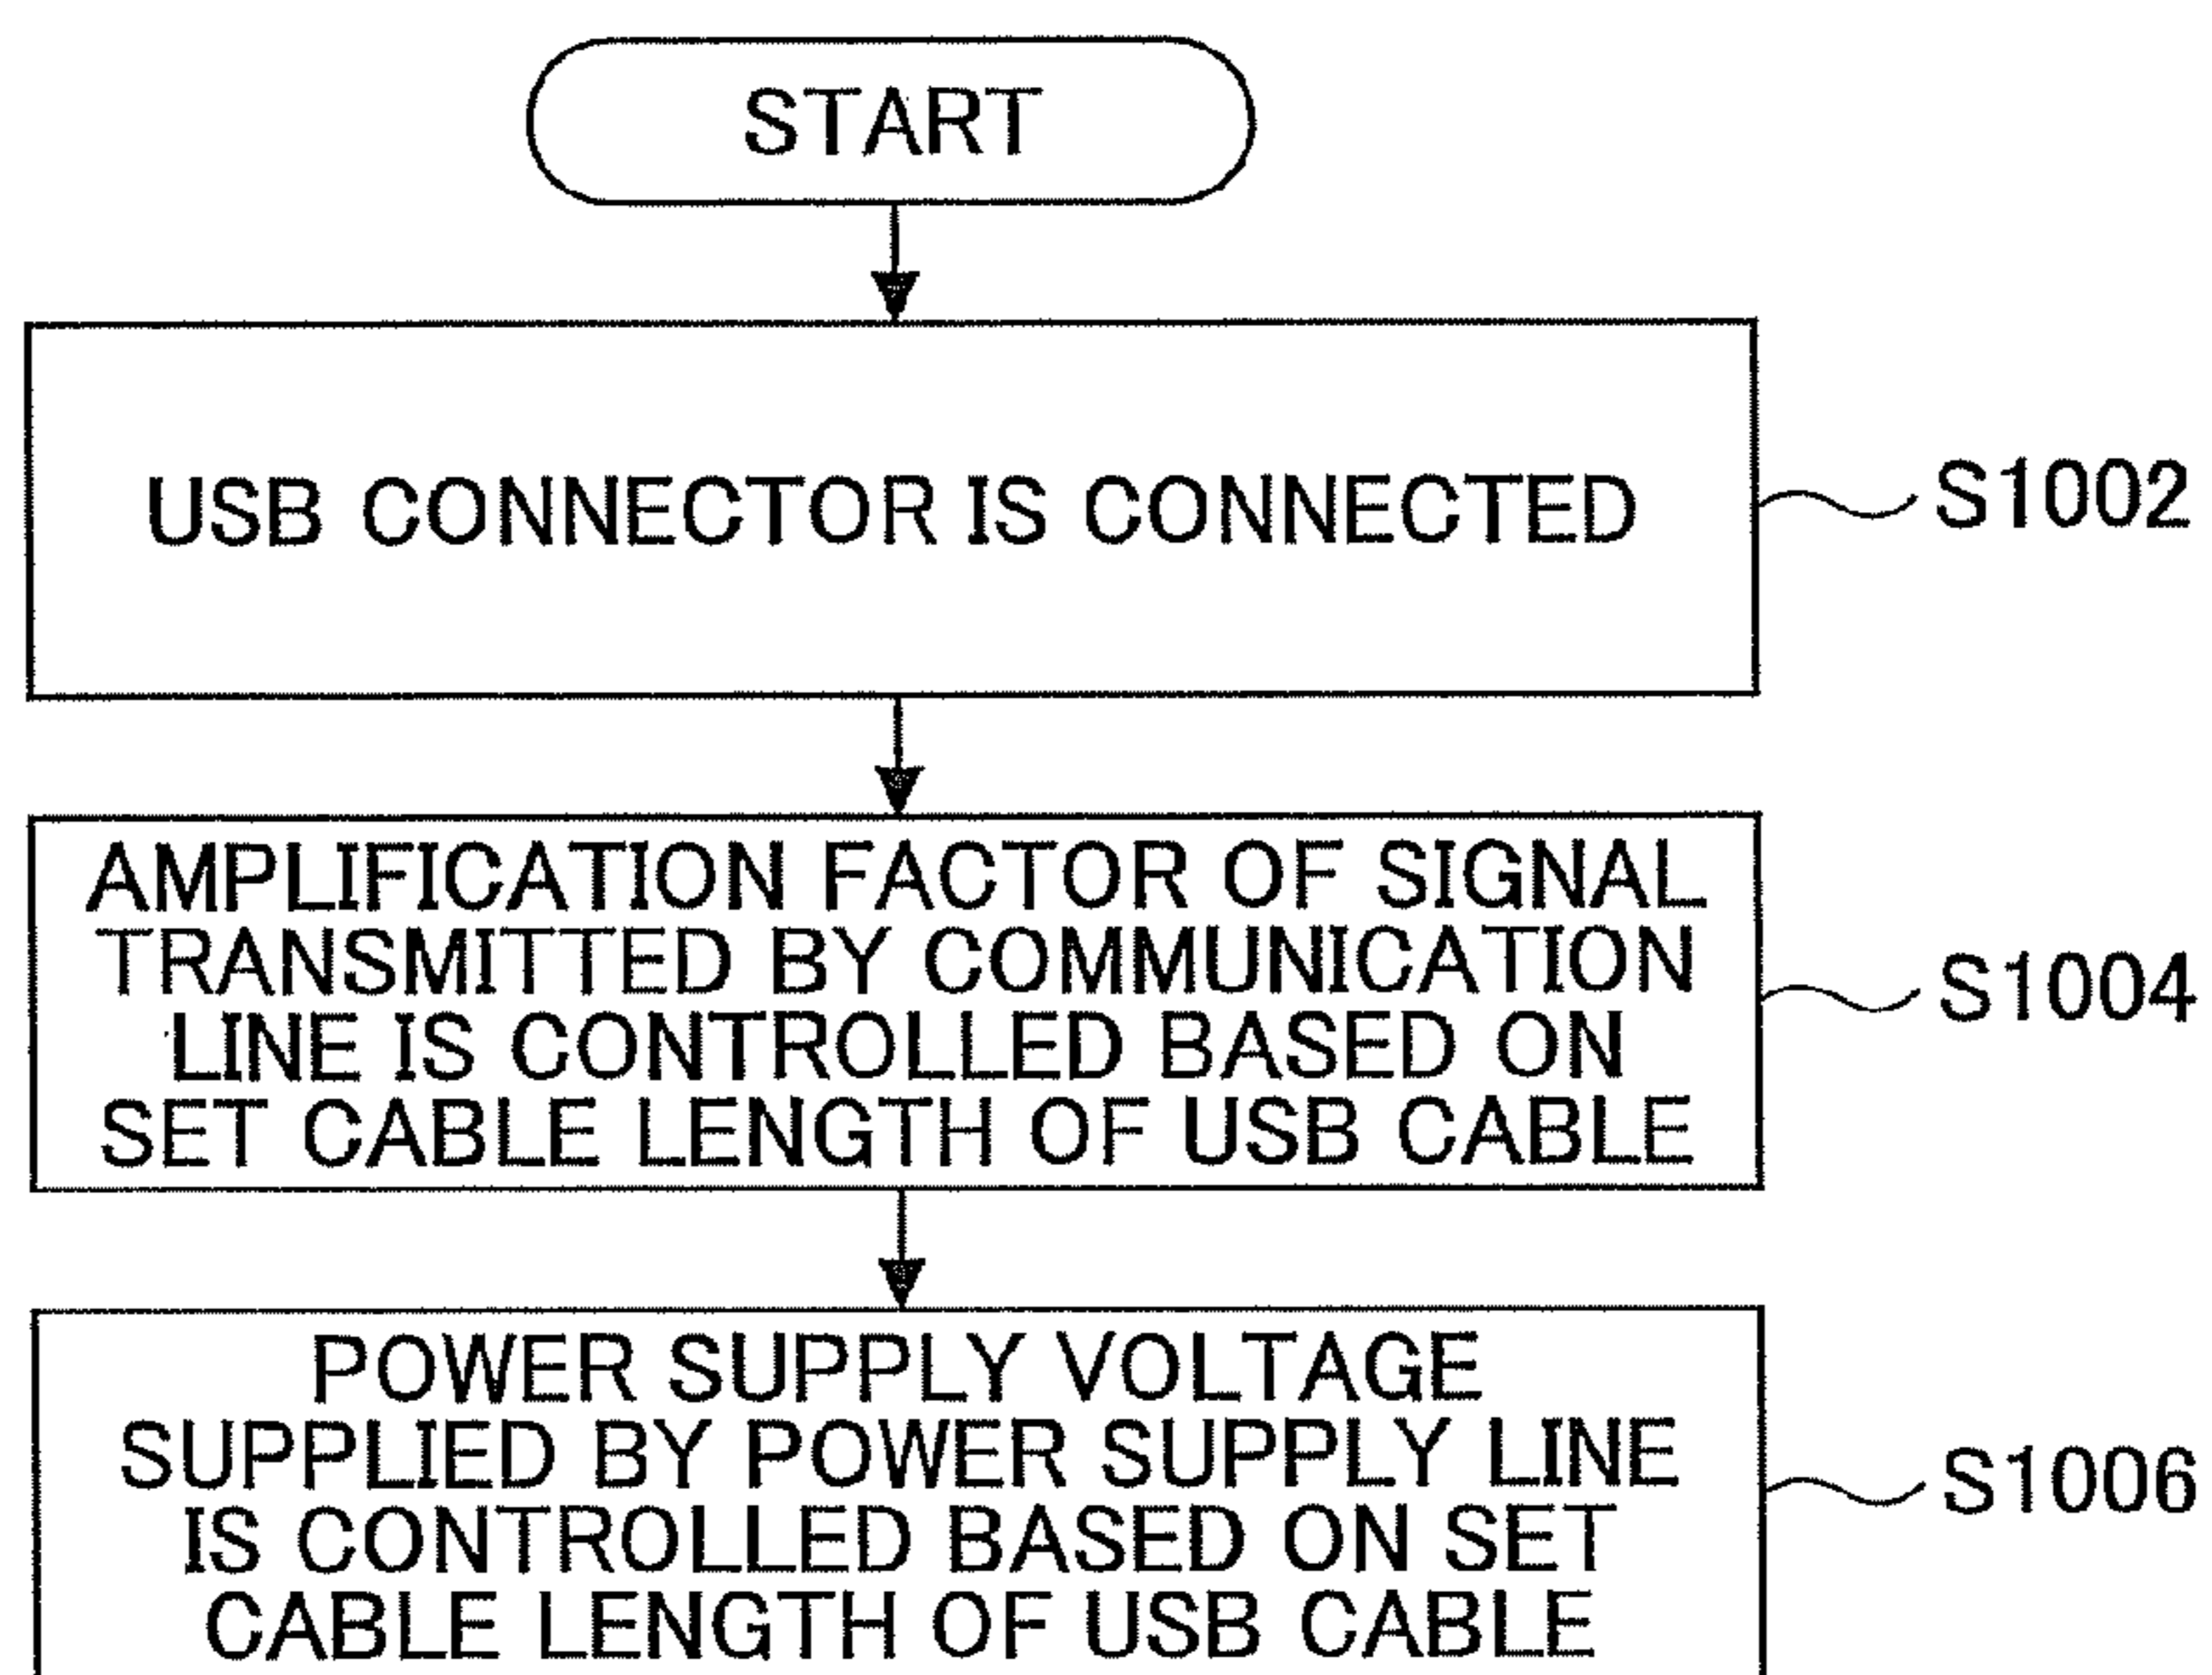 START
USB CONNECTOR IS CONNECTED
S1002
AMPLIFICATION FACTOR OF SIGNAL
TRANSMITTED BY COMMUNICATION
LINE IS CONTROLLED BASED ON
SET CABLE LENGTH OF USB CABLE
S1004
POWER SUPPLY VOLTAGE
SUPPLIED BY POWER SUPPLY LINE
IS CONTROLLED BASED ON SET
CABLE LENGTH OF USB CABLE
S1006